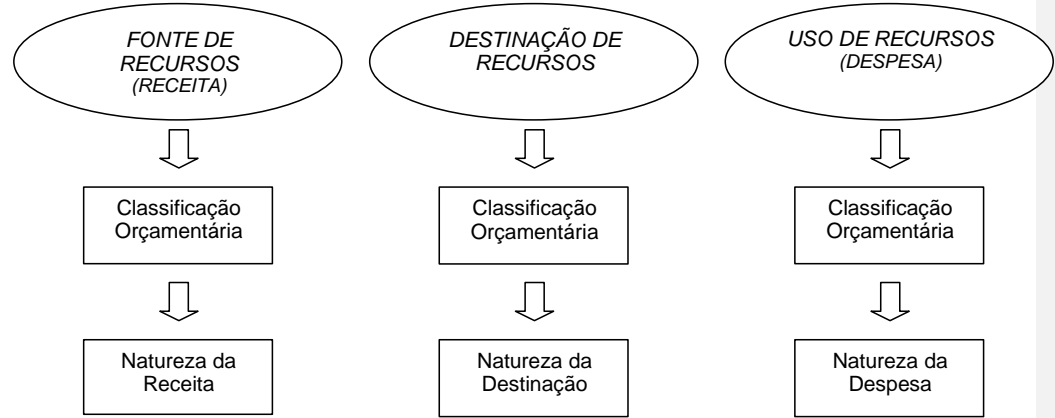 FONTE DE
RECURSOS
(RECEITA)
DESTINAÇÃO DE
RECURSOS
USO DE RECURSOS
(DESPESA)
Classificação
Orçamentária
Classificação
Orçamentária
Classificação
Orçamentária
Natureza da
Receita
Natureza da
Destinação
Natureza da
Despesa